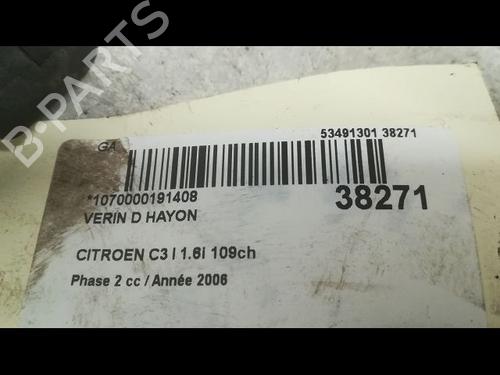 B-PARTS
GA
53491301 38271
*1070000191408
38271
VERIN D HAYON
CITROEN C3 I 1.6i 109ch
Phase 2 cc / Année 2006